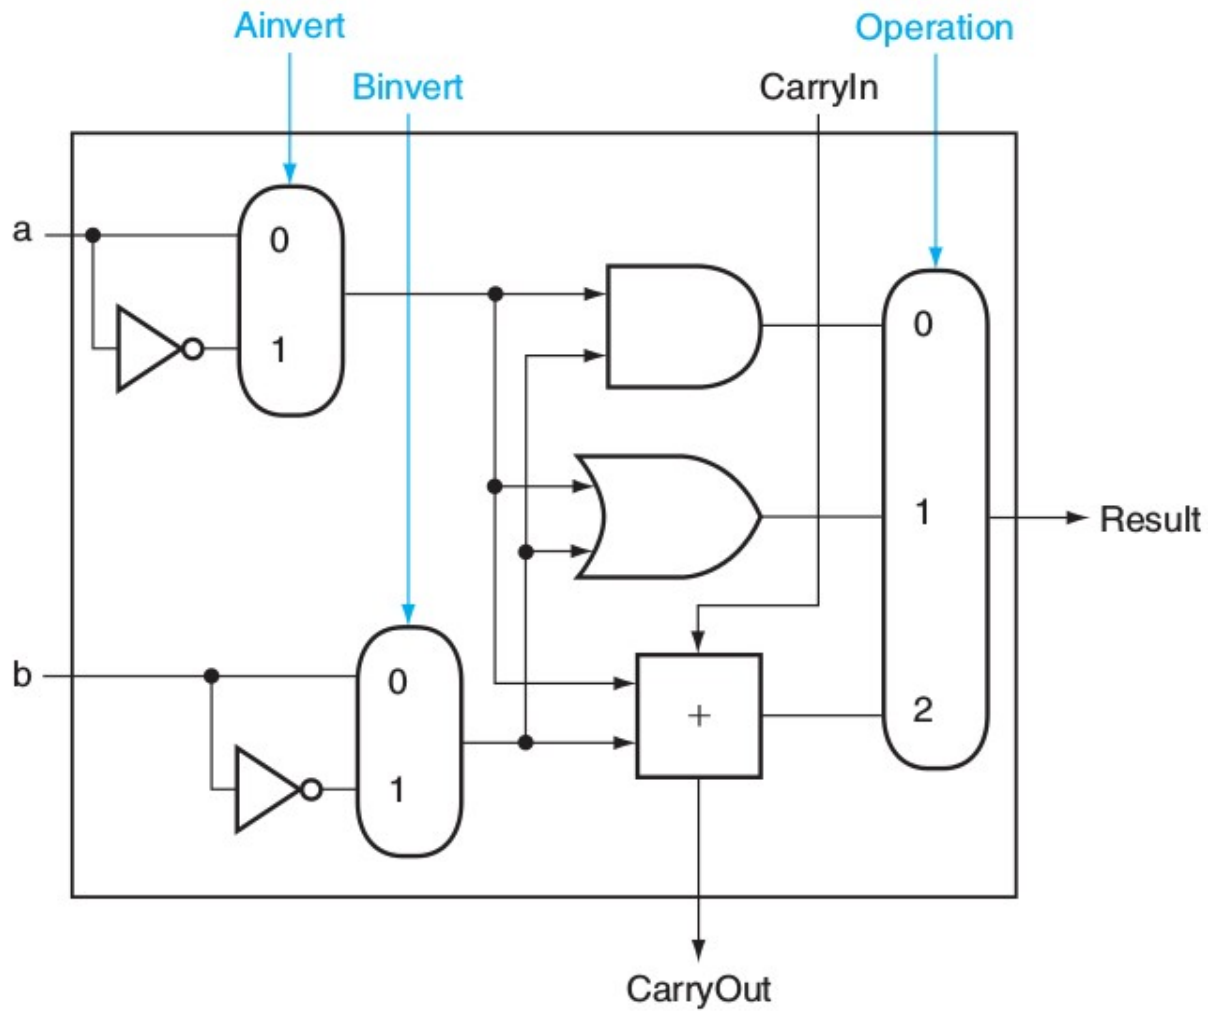 Ainvert
Operation
Binvert
CarryIn
a
0
1
0
1
Result
b
0
1
+
2
CarryOut